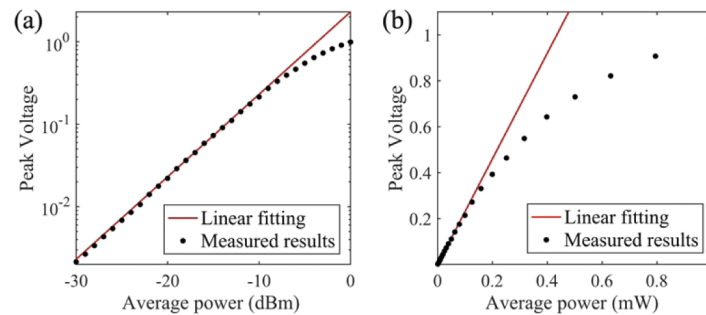 (a)
Peak Voltage
10⁰
10⁻¹
10⁻²
Linear fitting
Measured results
-30
-20
-10
0
Average power (dBm)
(b)
Peak Voltage
1
0.8
0.6
0.4
0.2
Linear fitting
Measured results
0
0.2
0.4
0.6
0.8
Average power (mW)